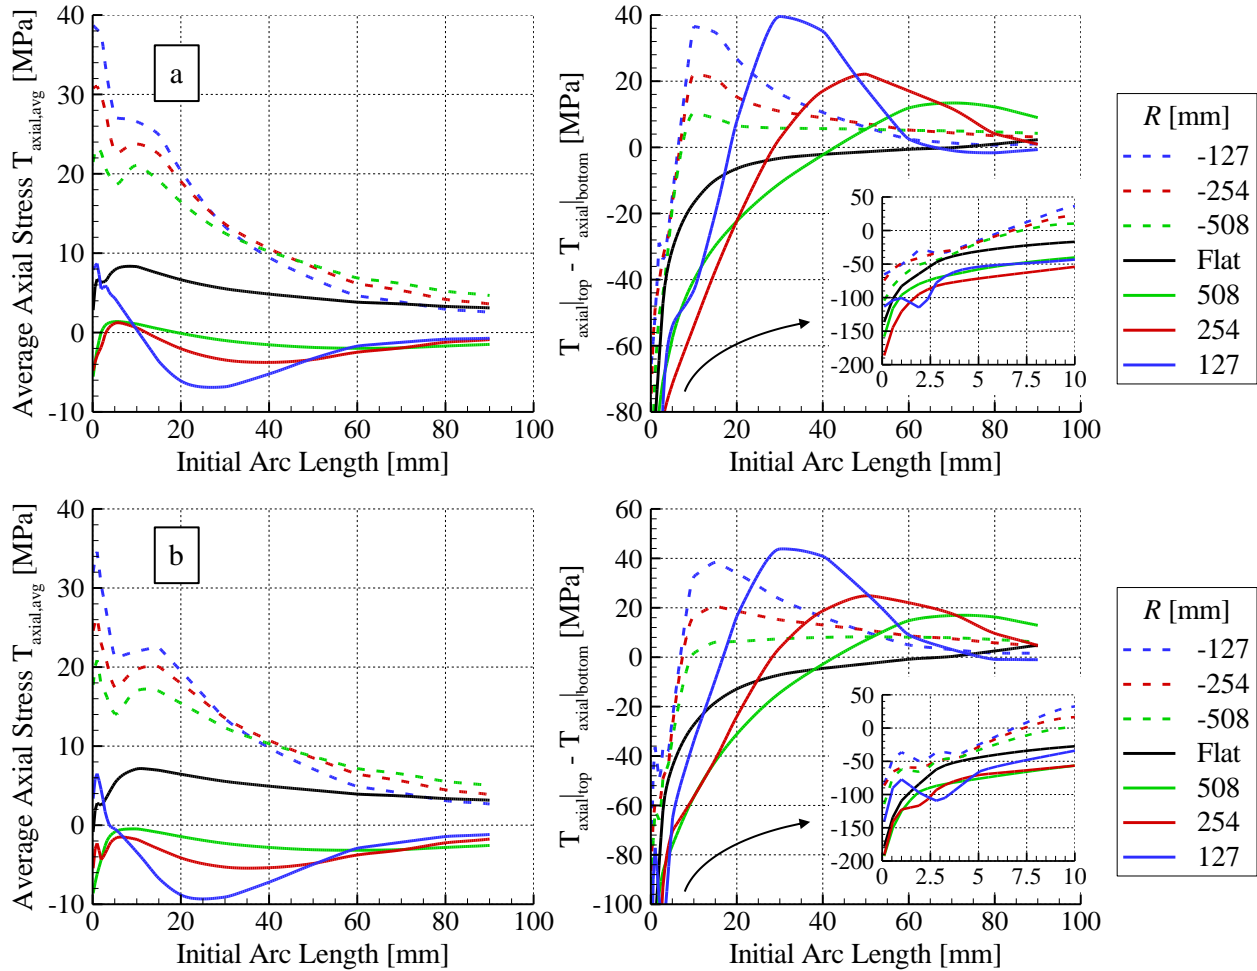 a
Average Axial Stress T_axial,avg [MPa]
40
30
20
10
0
-10
0 20 40 60 80 100
Initial Arc Length [mm]
T_axial|top - T_axial|bottom [MPa]
40
20
0
-20
-40
-60
-80
0 20 40 60 80 100
Initial Arc Length [mm]
50
0
-50
-100
-150
-200
0 2.5 5 7.5 10
R [mm]
-127
-254
-508
Flat
508
254
127
b
Average Axial Stress T_axial,avg [MPa]
40
30
20
10
0
-10
0 20 40 60 80 100
Initial Arc Length [mm]
T_axial|top - T_axial|bottom [MPa]
60
40
20
0
-20
-40
-60
-80
-100
0 20 40 60 80 100
Initial Arc Length [mm]
50
0
-50
-100
-150
-200
0 2.5 5 7.5 10
R [mm]
-127
-254
-508
Flat
508
254
127